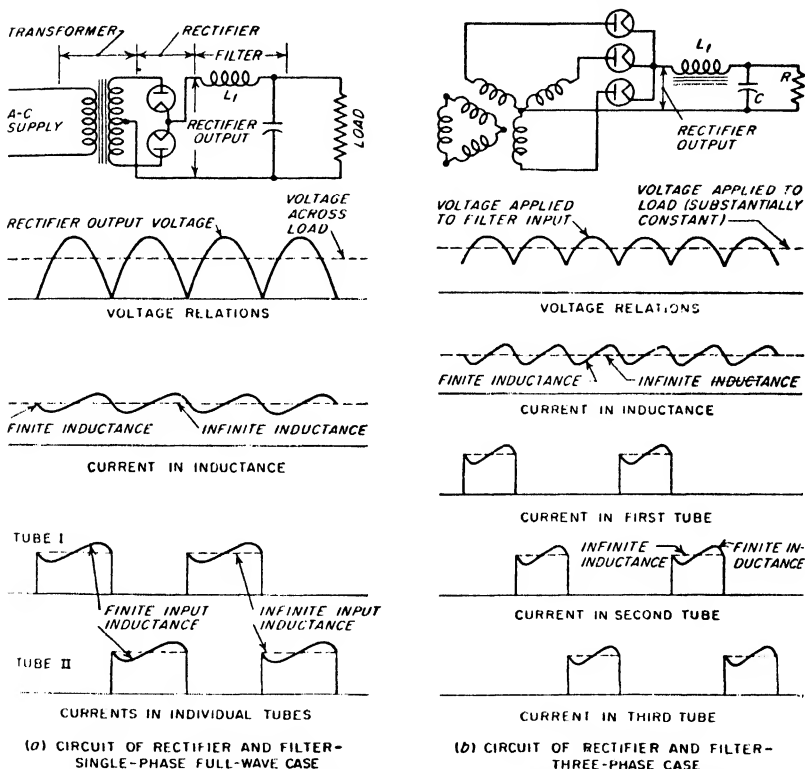 TRANSFORMER
RECTIFIER
FILTER
L1
A-C
SUPPLY
RECTIFIER
OUTPUT
LOAD
RECTIFIER OUTPUT VOLTAGE
VOLTAGE
ACROSS
LOAD
VOLTAGE RELATIONS
FINITE INDUCTANCE
INFINITE INDUCTANCE
CURRENT IN INDUCTANCE
TUBE I
FINITE INPUT
INDUCTANCE
INFINITE INPUT
INDUCTANCE
TUBE II
CURRENTS IN INDIVIDUAL TUBES
(a) CIRCUIT OF RECTIFIER AND FILTER-
SINGLE-PHASE FULL-WAVE CASE
L1
R
C
RECTIFIER
OUTPUT
VOLTAGE APPLIED
TO FILTER INPUT
VOLTAGE APPLIED TO
LOAD (SUBSTANTIALLY
CONSTANT)
VOLTAGE RELATIONS
FINITE INDUCTANCE
INFINITE INDUCTANCE
CURRENT IN INDUCTANCE
CURRENT IN FIRST TUBE
INFINITE
INDUCTANCE
FINITE IN-
DUCTANCE
CURRENT IN SECOND TUBE
CURRENT IN THIRD TUBE
(b) CIRCUIT OF RECTIFIER AND FILTER-
THREE-PHASE CASE